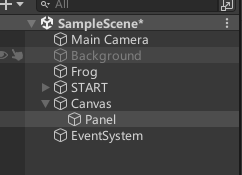 All
SampleScene*
Main Camera
Background
Frog
START
Canvas
Panel
EventSystem